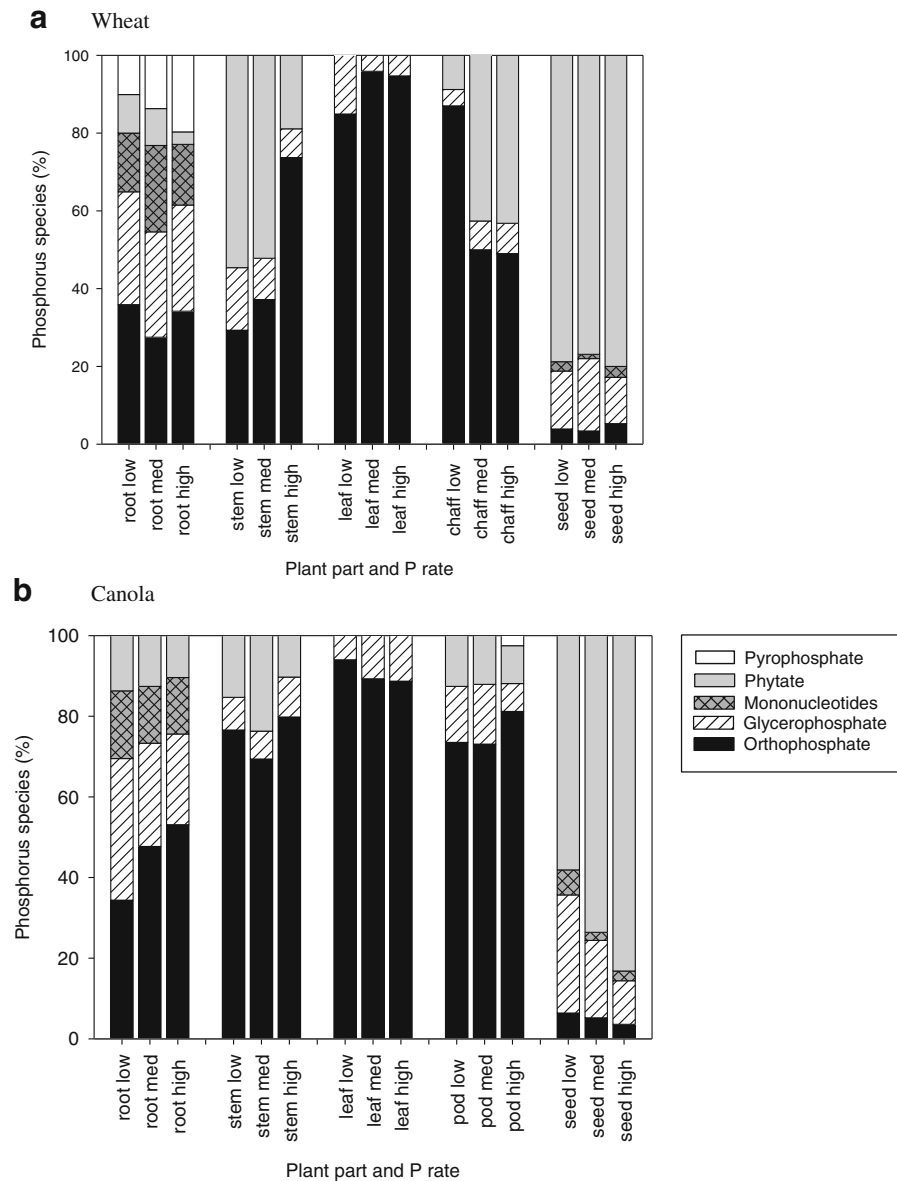 a Wheat
100
80
60
40
20
0
Phosphorus species (%)
root low
root med
root high
stem low
stem med
stem high
leaf low
leaf med
leaf high
chaff low
chaff med
chaff high
seed low
seed med
seed high
Plant part and P rate
b Canola
100
80
60
40
20
0
Phosphorus species (%)
root low
root med
root high
stem low
stem med
stem high
leaf low
leaf med
leaf high
pod low
pod med
pod high
seed low
seed med
seed high
Plant part and P rate
Pyrophosphate
Phytate
Mononucleotides
Glycerophosphate
Orthophosphate